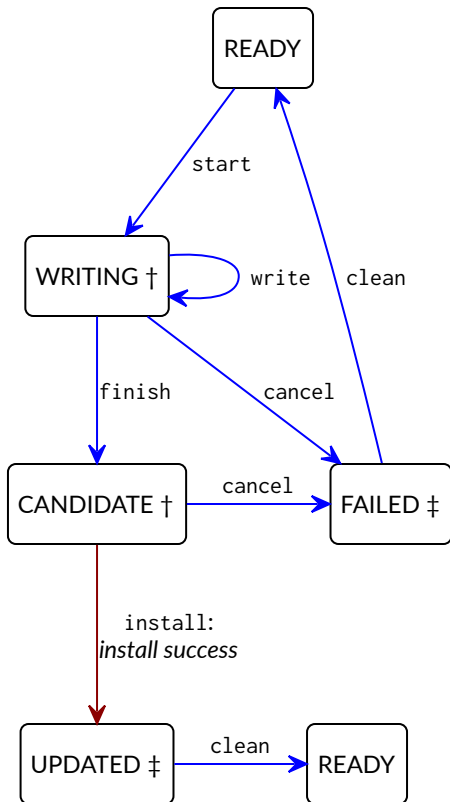 READY
start
WRITING †
write
clean
finish
cancel
CANDIDATE †
cancel
FAILED ‡
install:
install success
UPDATED ‡
clean
READY